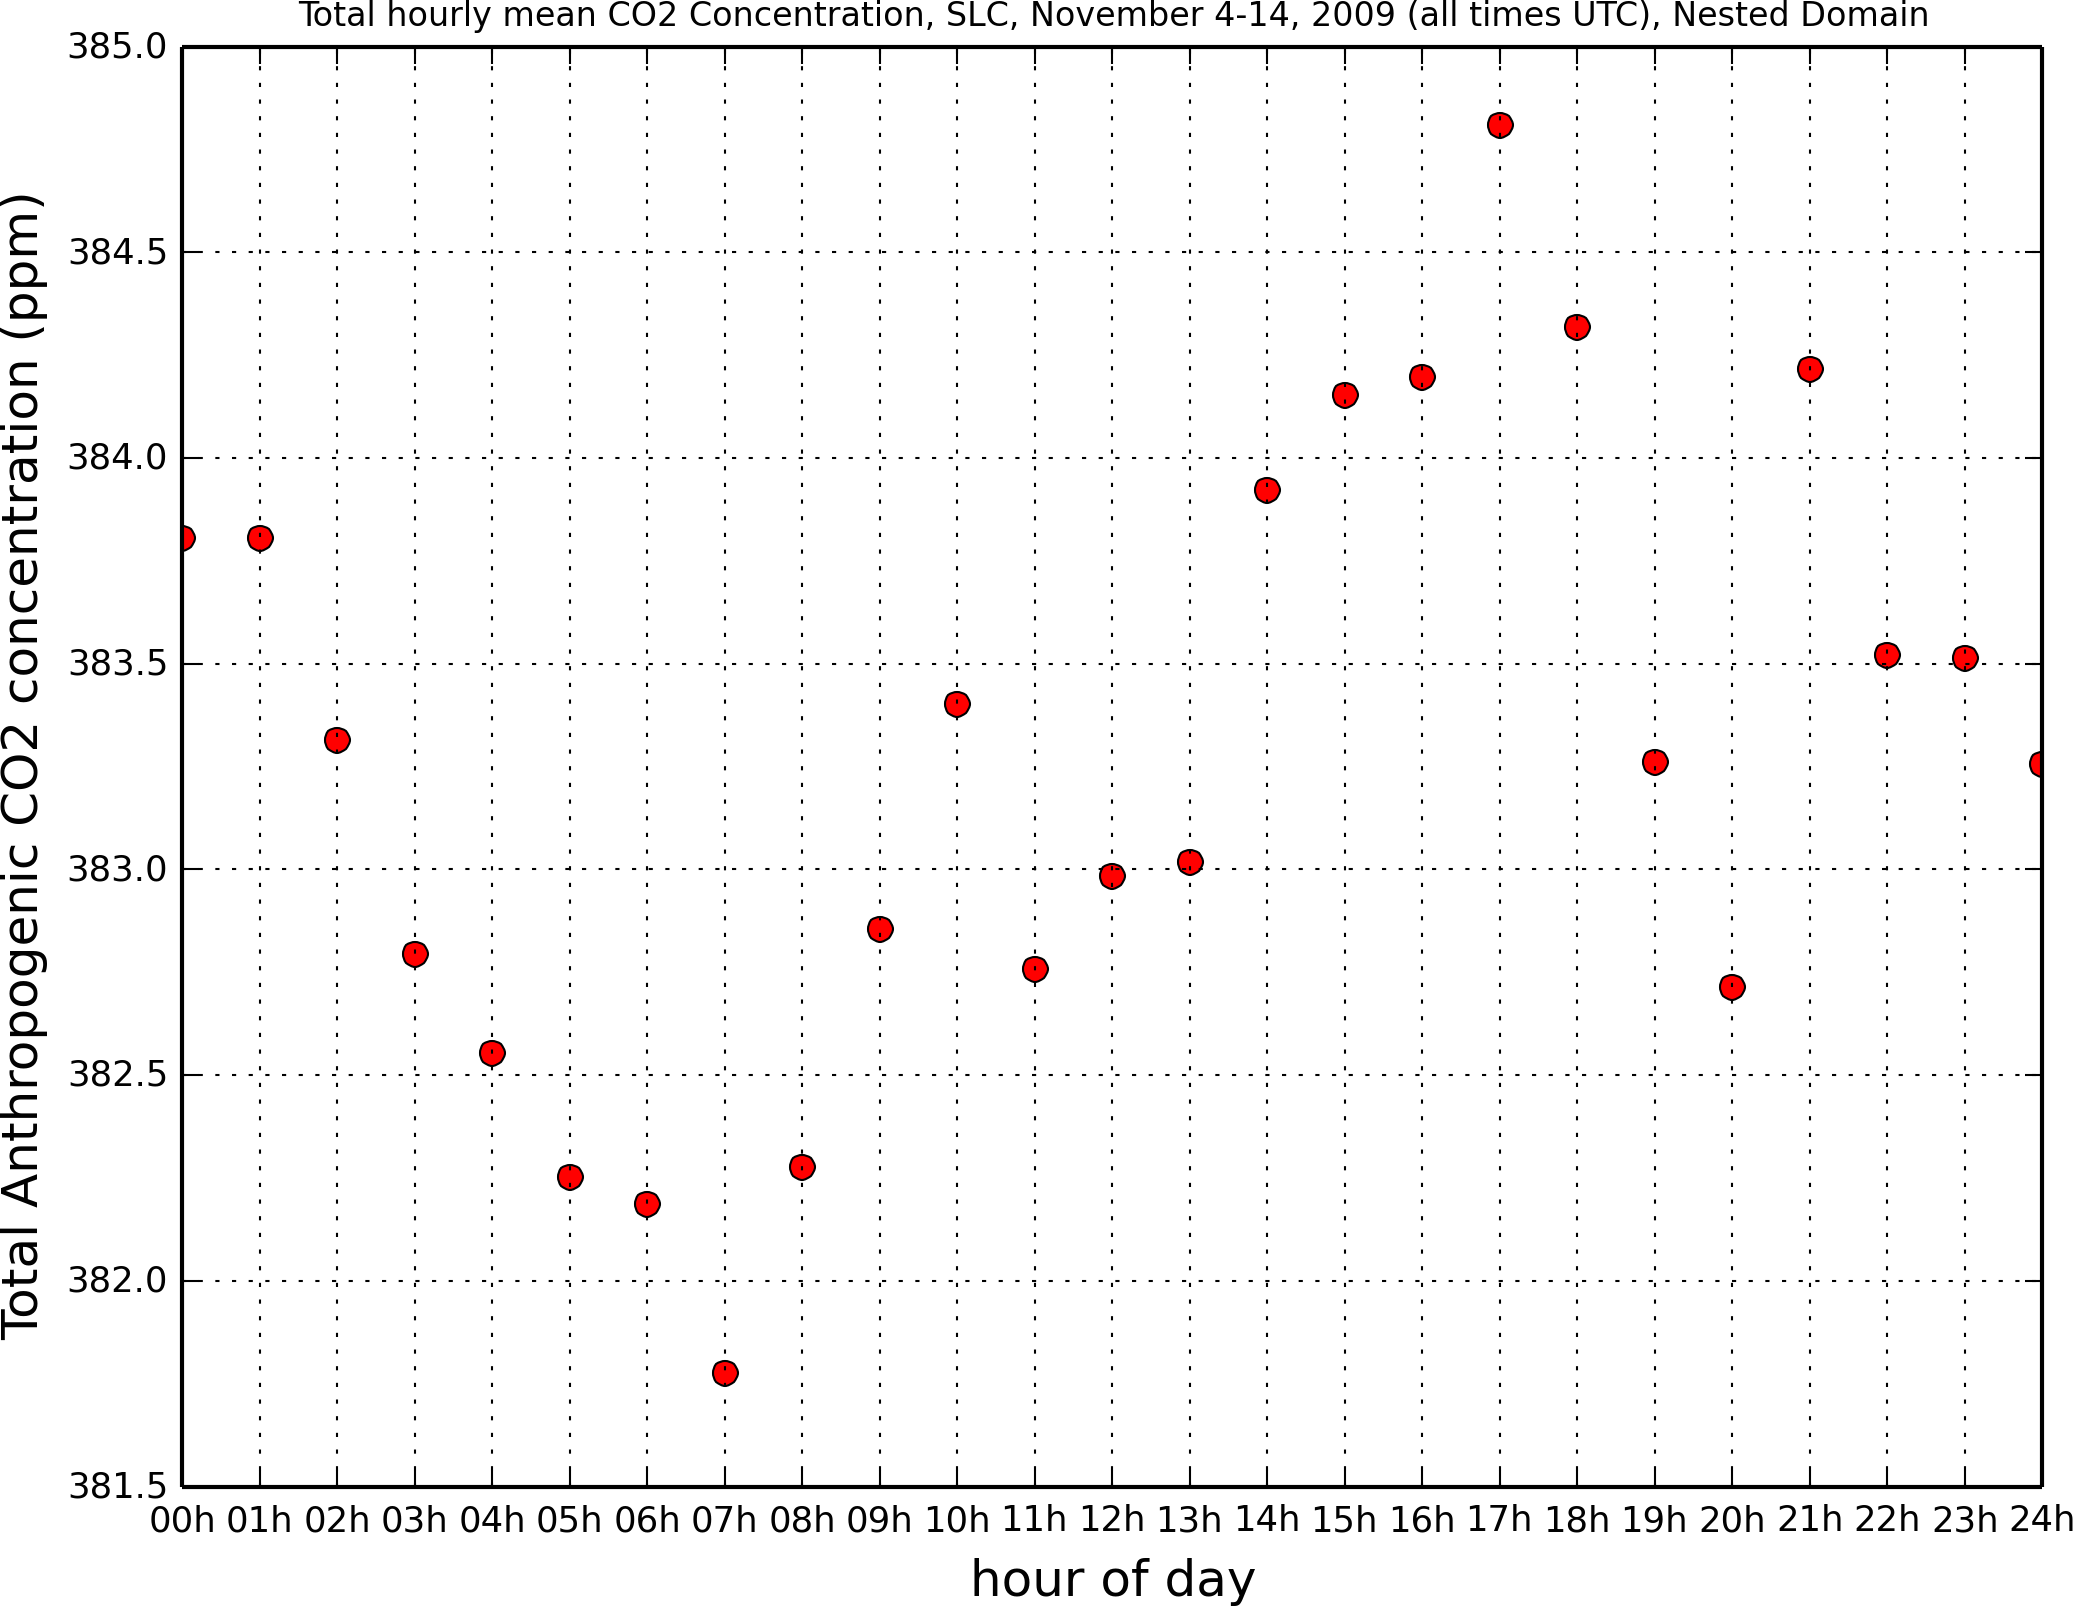 Total hourly mean CO2 Concentration, SLC, November 4-14, 2009 (all times UTC), Nested Domain
Total Anthropogenic CO2 concentration (ppm)
385.0
384.5
384.0
383.5
383.0
382.5
382.0
381.5
00h 01h 02h 03h 04h 05h 06h 07h 08h 09h 10h 11h 12h 13h 14h 15h 16h 17h 18h 19h 20h 21h 22h 23h 24h
hour of day